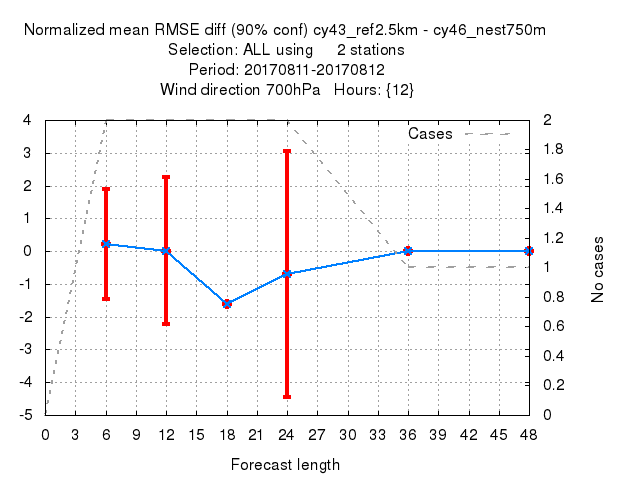 Normalized mean RMSE diff (90% conf) cy43_ref2.5km - cy46_nest750m
Selection: ALL using 2 stations
Period: 20170811-20170812
Wind direction 700hPa Hours: {12}
Cases
4
3
2
1
0
-1
-2
-3
-4
-5
2
1.8
1.6
1.4
1.2
1
0.8
0.6
0.4
0.2
0
No cases
0 3 6 9 12 15 18 21 24 27 30 33 36 39 42 45 48
Forecast length